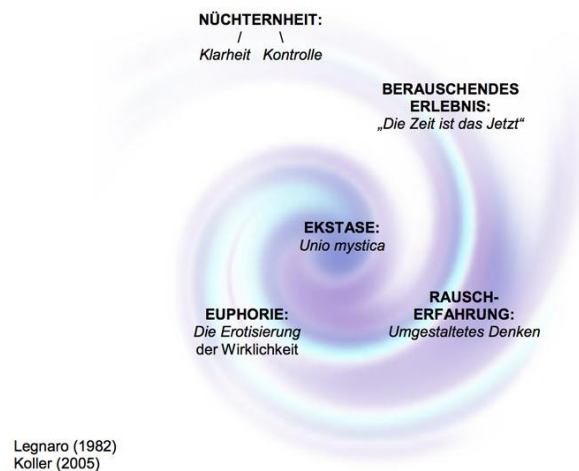 NÜCHTERNHEIT:
/ \
Klarheit Kontrolle
BERAUSCHENDES
ERLEBNIS:
„Die Zeit ist das Jetzt“
EKSTASE:
Unio mystica
RAUSCH-
ERFAHRUNG:
Umgestaltetes Denken
EUPHORIE:
Die Erotisierung
der Wirklichkeit
Legnaro (1982)
Koller (2005)